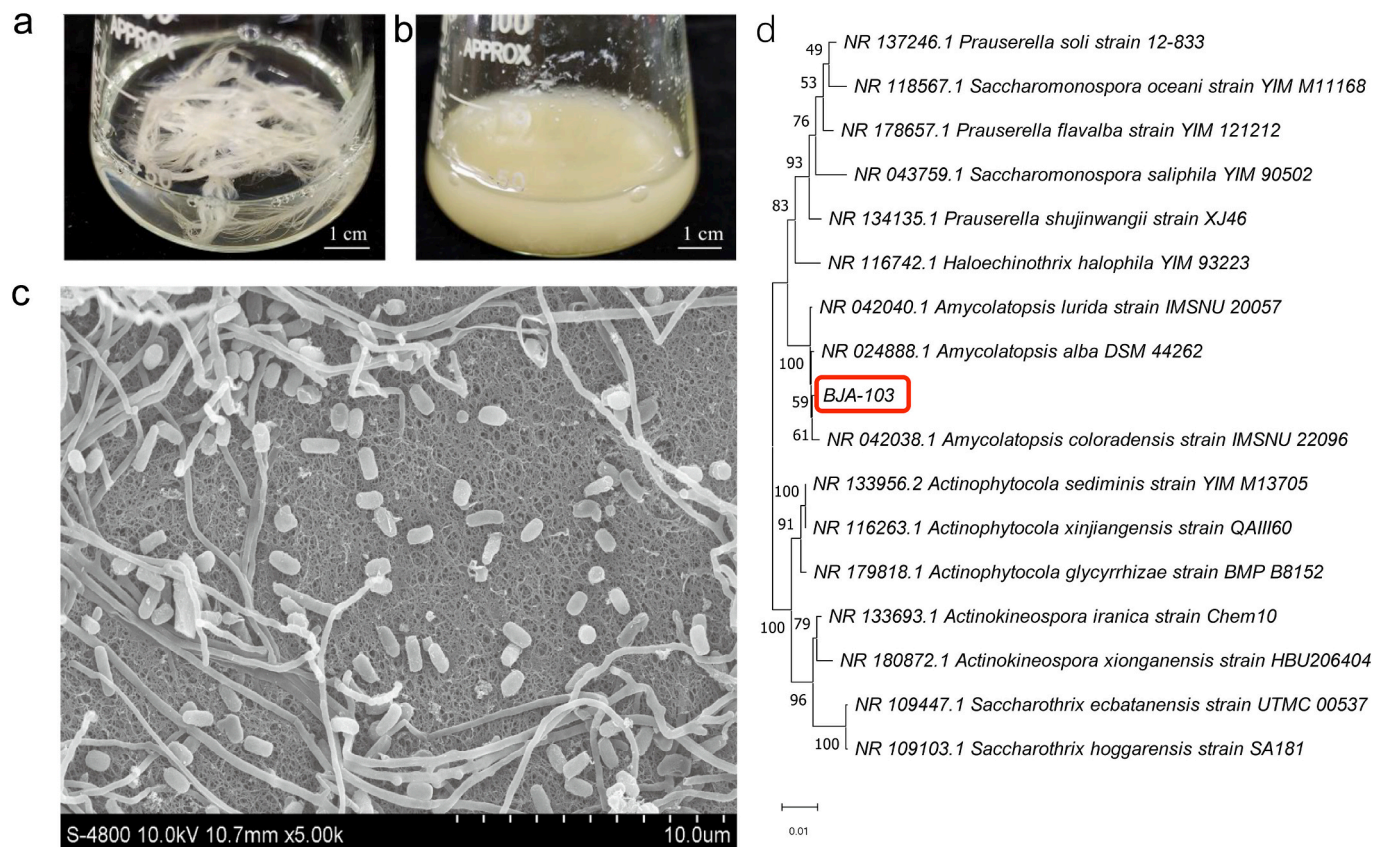 a
APPROX
1 cm
b
100
APPROX
50
1 cm
c
S-4800 10.0kV 10.7mm x5.00k
10.0um
d
49
NR 137246.1 Prauserella soli strain 12-833
53
NR 118567.1 Saccharomonospora oceani strain YIM M11168
76
NR 178657.1 Prauserella flavalba strain YIM 121212
93
NR 043759.1 Saccharomonospora saliphila YIM 90502
83
NR 134135.1 Prauserella shujinwangii strain XJ46
NR 116742.1 Haloechinothrix halophila YIM 93223
NR 042040.1 Amycolatopsis lurida strain IMSNU 20057
NR 024888.1 Amycolatopsis alba DSM 44262
100
BJA-103
59
61
NR 042038.1 Amycolatopsis coloradensis strain IMSNU 22096
100
NR 133956.2 Actinophytocola sediminis strain YIM M13705
91
NR 116263.1 Actinophytocola xinjiangensis strain QAIII60
NR 179818.1 Actinophytocola glycyrrhizae strain BMP B8152
100
79
NR 133693.1 Actinokineospora iranica strain Chem10
NR 180872.1 Actinokineospora xionganensis strain HBU206404
96
NR 109447.1 Saccharothrix ecbatanensis strain UTMC 00537
100
NR 109103.1 Saccharothrix hoggarensis strain SA181
0.01